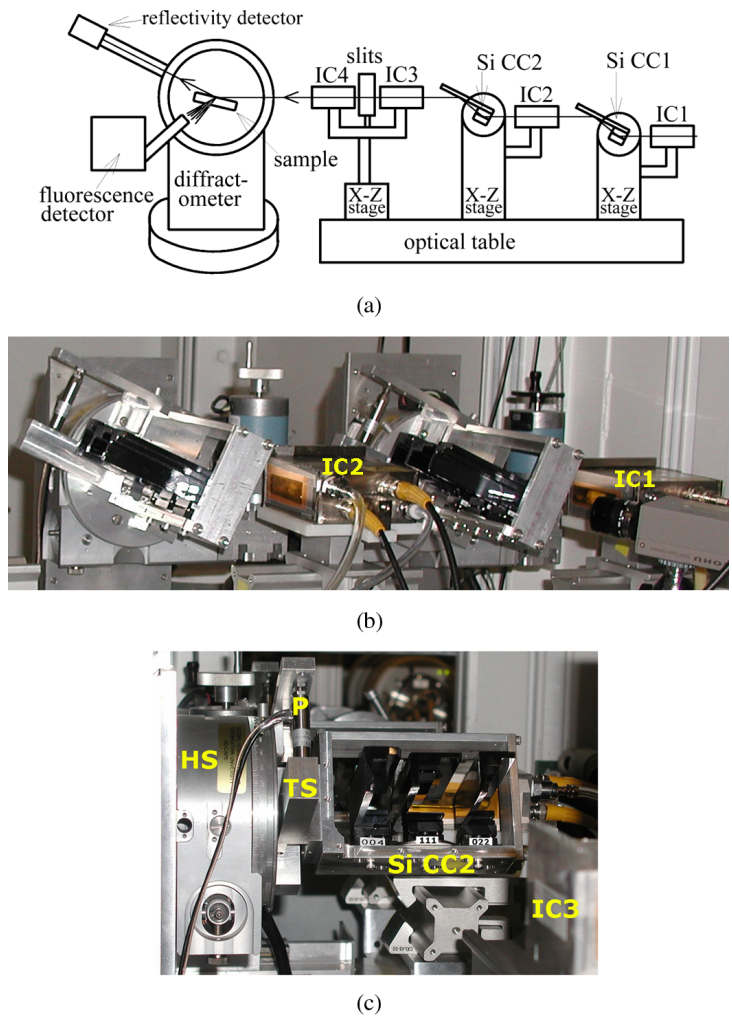 reflectivity detector
slits
Si CC2
Si CC1
IC4
IC3
IC2
IC1
sample
fluorescence
detector
diffract-
ometer
X-Z
stage
X-Z
stage
X-Z
stage
optical table
(a)
IC2
IC1
OHU
(b)
P
HS
TS
004
111
022
Si CC2
IC3
(c)